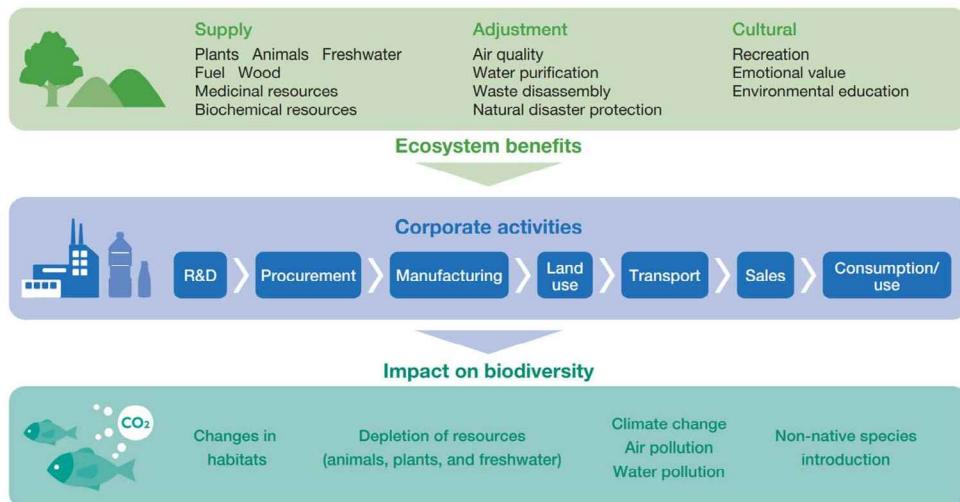 Supply
Plants Animals Freshwater
Fuel Wood
Medicinal resources
Biochemical resources
Adjustment
Air quality
Water purification
Waste disassembly
Natural disaster protection
Cultural
Recreation
Emotional value
Environmental education
Ecosystem benefits
Corporate activities
R&D
Procurement
Manufacturing
Land
use
Transport
Sales
Consumption/
use
Impact on biodiversity
CO2
Changes in
habitats
Depletion of resources
(animals, plants, and freshwater)
Climate change
Air pollution
Water pollution
Non-native species
introduction